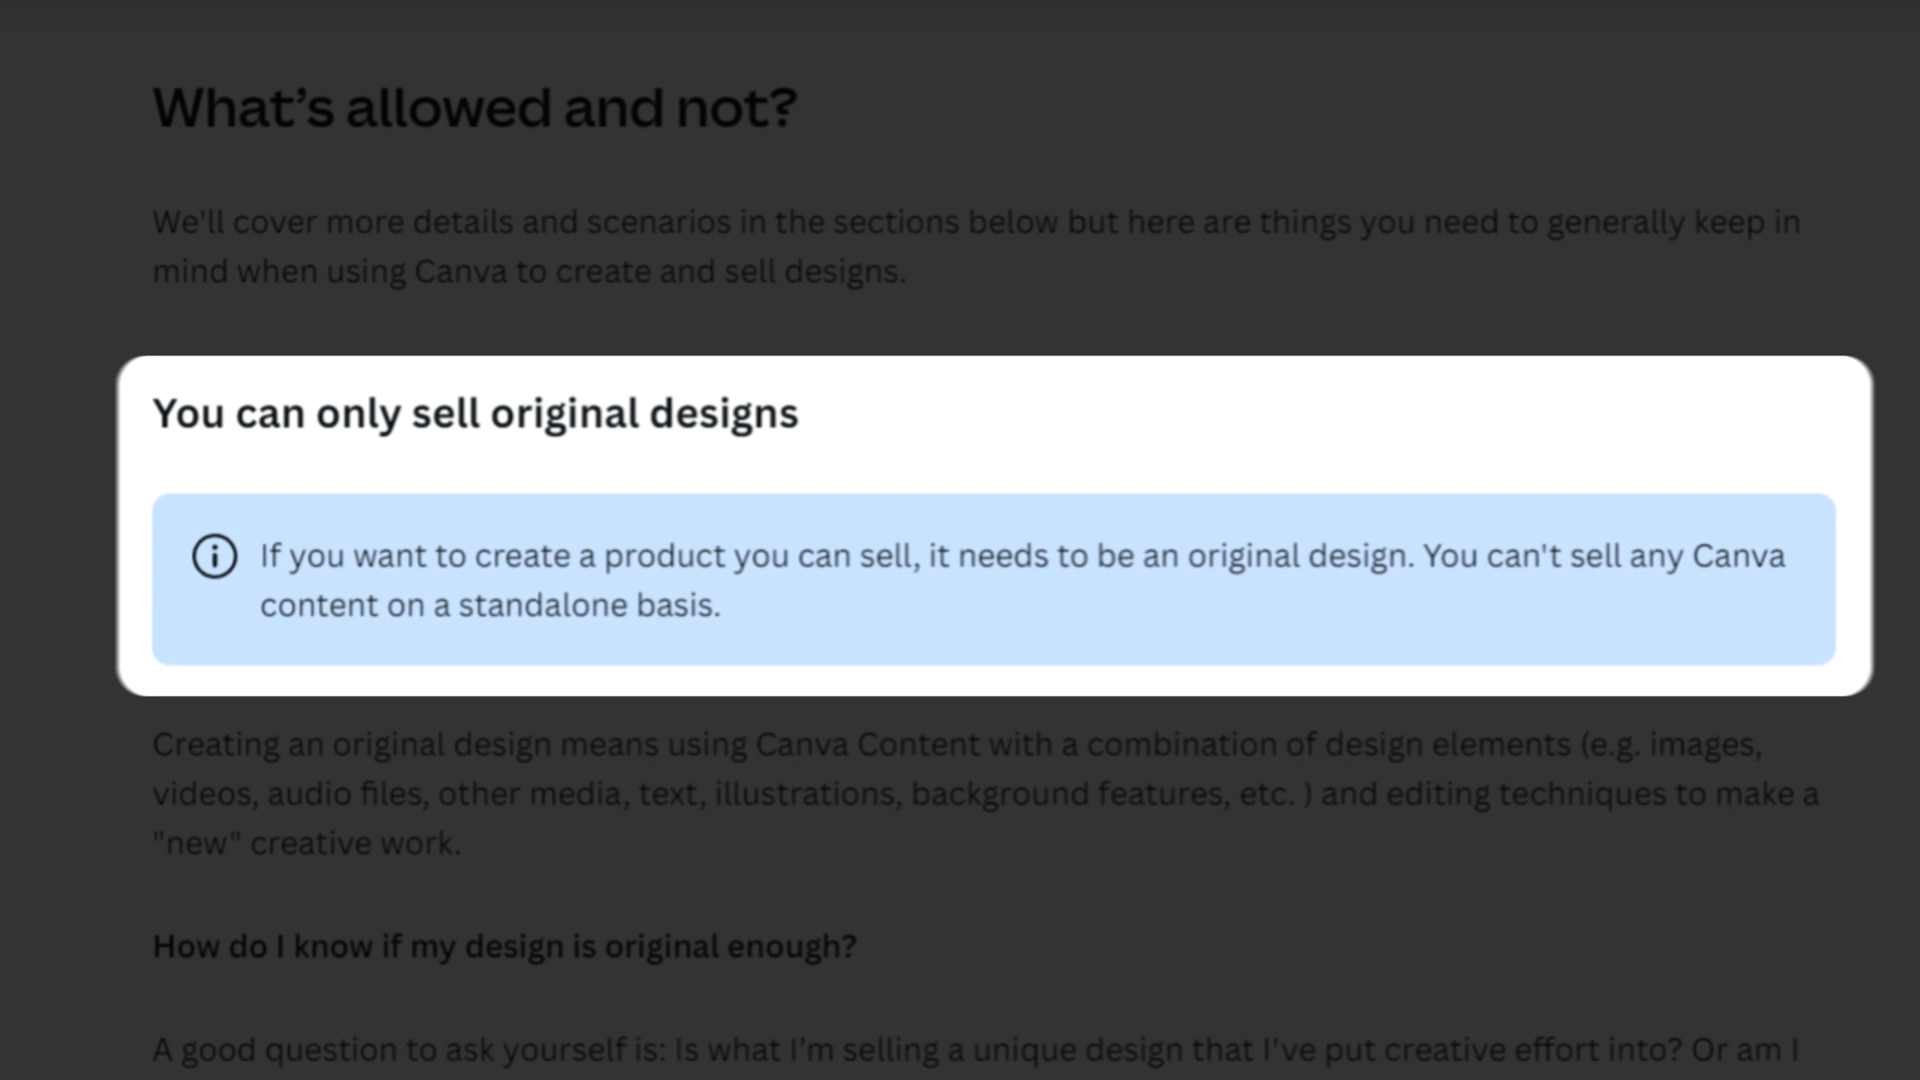 What’s allowed and not?
We'll cover more details and scenarios in the sections below but here are things you need to generally keep in
mind when using Canva to create and sell designs.
You can only sell original designs
If you want to create a product you can sell, it needs to be an original design. You can't sell any Canva
content on a standalone basis.
Creating an original design means using Canva Content with a combination of design elements (e.g. images,
videos, audio files, other media, text, illustrations, background features, etc. ) and editing techniques to make a
"new" creative work.
How do I know if my design is original enough?
A good question to ask yourself is: Is what I’m selling a unique design that I've put creative effort into? Or am I